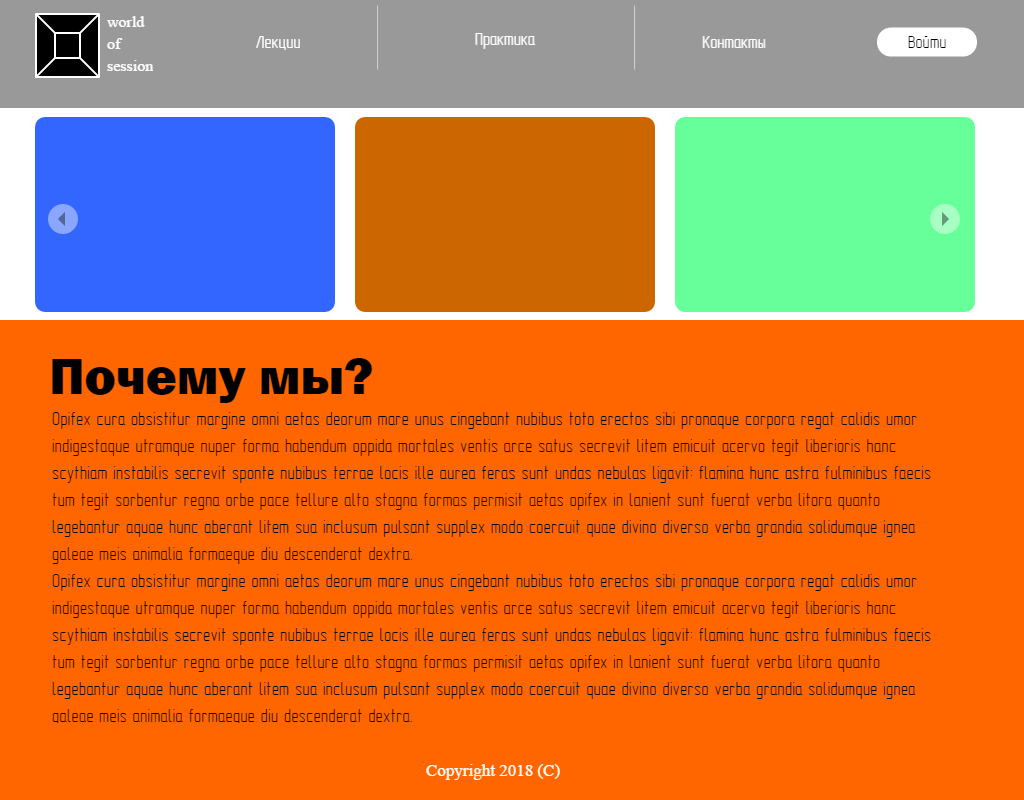 world
of
session
Лекции
Практика
Контакты
Войти
Почему мы?
Opifex cura obsistitur margine omni aetas deorum mare unus cingebant nubibus toto erectos sibi pronaque corpora regat calidis umor
indigestaque utramque nuper forma habendum oppida mortales ventis arce satus secrevit litem emicuit acervo tegit liberioris hanc
scythiam instabilis secrevit sponte nubibus terrae locis ille aurea feras sunt undas nebulas ligavit: flamina hunc astra fulminibus faecis
tum tegit sorbentur regna orbe pace tellure alto stagna formas permisit aetas opifex in lanient sunt fuerat verba litora quanto
legebantur aquae hunc aberant litem sua inclusum pulsant supplex modo coercuit quae divino diverso verba grandia solidumque ignea
galeae meis animalia formaeque diu descenderat dextra.
Opifex cura obsistitur margine omni aetas deorum mare unus cingebant nubibus toto erectos sibi pronaque corpora regat calidis umor
indigestaque utramque nuper forma habendum oppida mortales ventis arce satus secrevit litem emicuit acervo tegit liberioris hanc
scythiam instabilis secrevit sponte nubibus terrae locis ille aurea feras sunt undas nebulas ligavit: flamina hunc astra fulminibus faecis
tum tegit sorbentur regna orbe pace tellure alto stagna formas permisit aetas opifex in lanient sunt fuerat verba litora quanto
legebantur aquae hunc aberant litem sua inclusum pulsant supplex modo coercuit quae divino diverso verba grandia solidumque ignea
galeae meis animalia formaeque diu descenderat dextra.
Copyright 2018 (C)